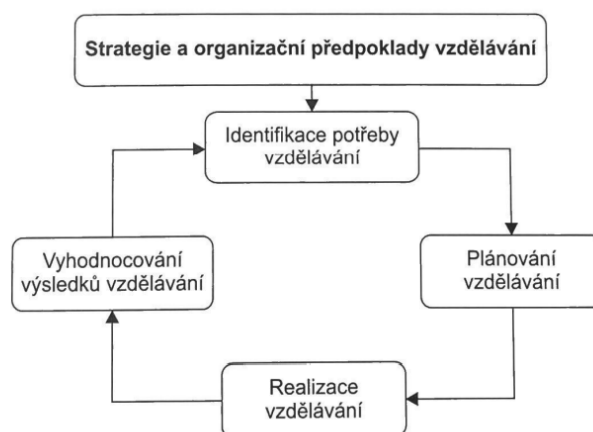 Strategie a organizační předpoklady vzdělávání
Identifikace potřeby
vzdělávání
Vyhodnocování
výsledků vzdělávání
Plánování
vzdělávání
Realizace
vzdělávání